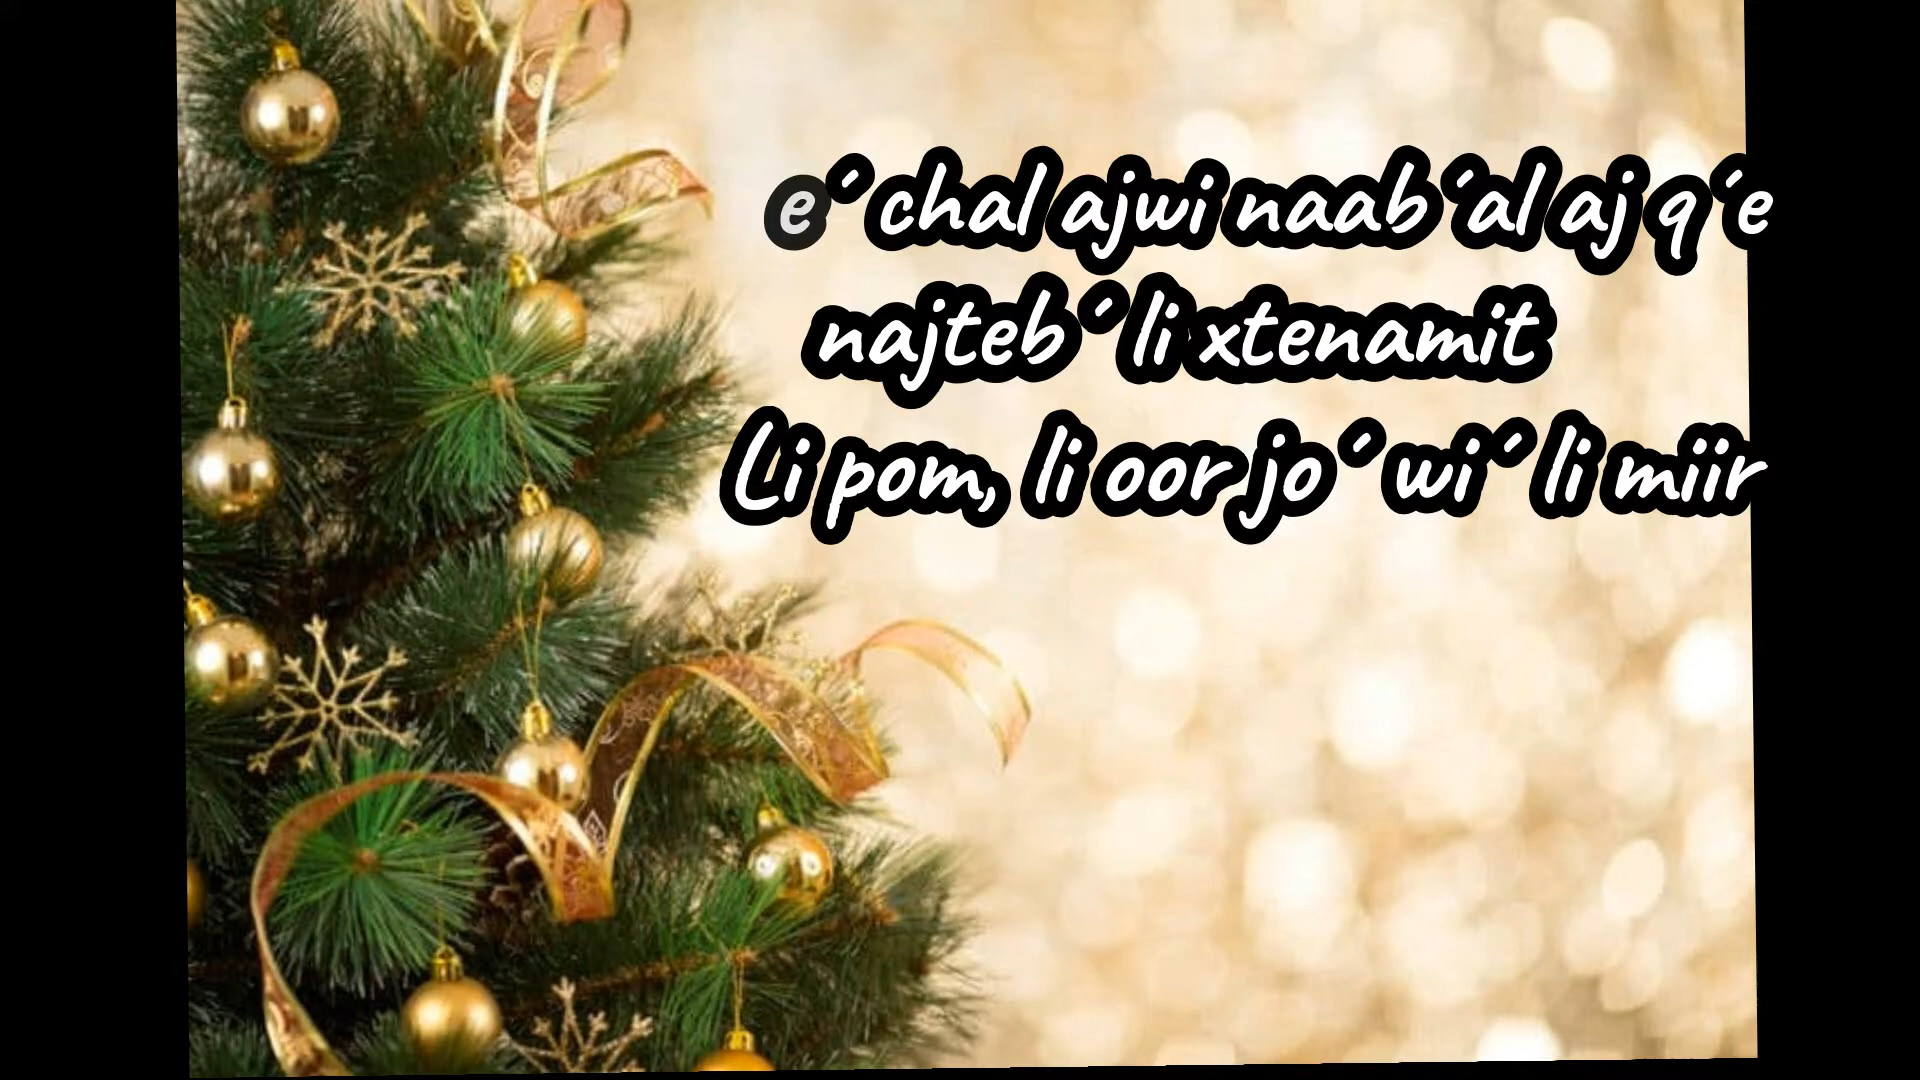 e´ chal ajwi naab´al aj q´e
najteb´ li xtenamit
Li pom, li oor jo´ wi´ li miir